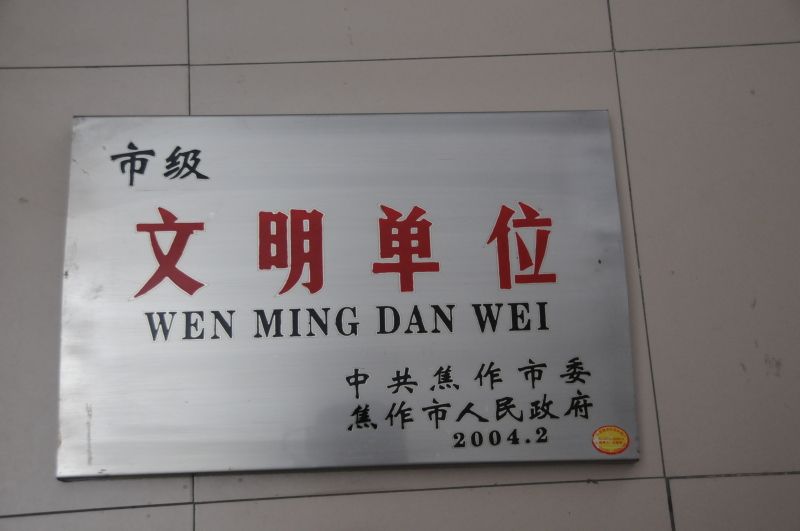 市级
文明单位
WEN MING DAN WEI
中共焦作市委
焦作市人民政府
2004.2